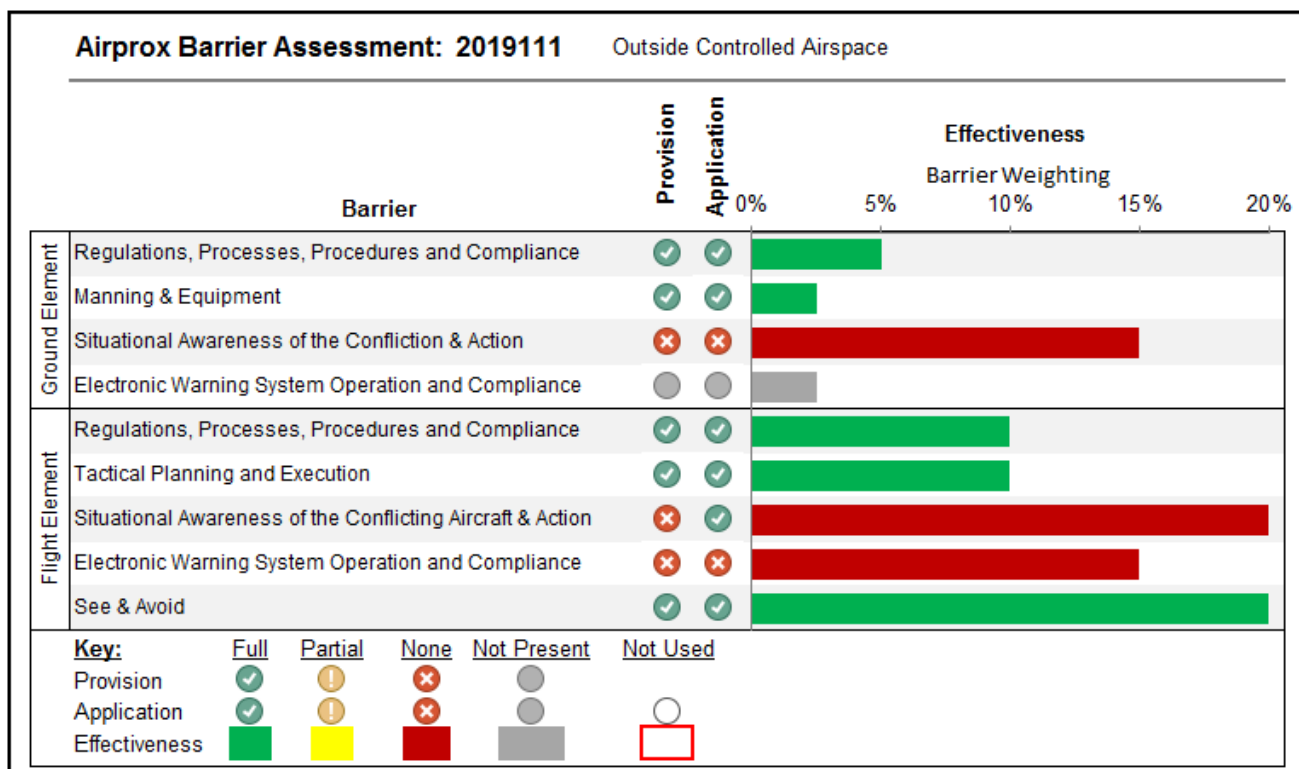 Airprox Barrier Assessment: 2019111 Outside Controlled Airspace
Barrier
Provision
Application
Effectiveness
Barrier Weighting
0% 5% 10% 15% 20%
Ground Element
Regulations, Processes, Procedures and Compliance
Manning & Equipment
Situational Awareness of the Confliction & Action
Electronic Warning System Operation and Compliance
Flight Element
Regulations, Processes, Procedures and Compliance
Tactical Planning and Execution
Situational Awareness of the Conflicting Aircraft & Action
Electronic Warning System Operation and Compliance
See & Avoid
Key: Full Partial None Not Present Not Used
Provision
Application
Effectiveness